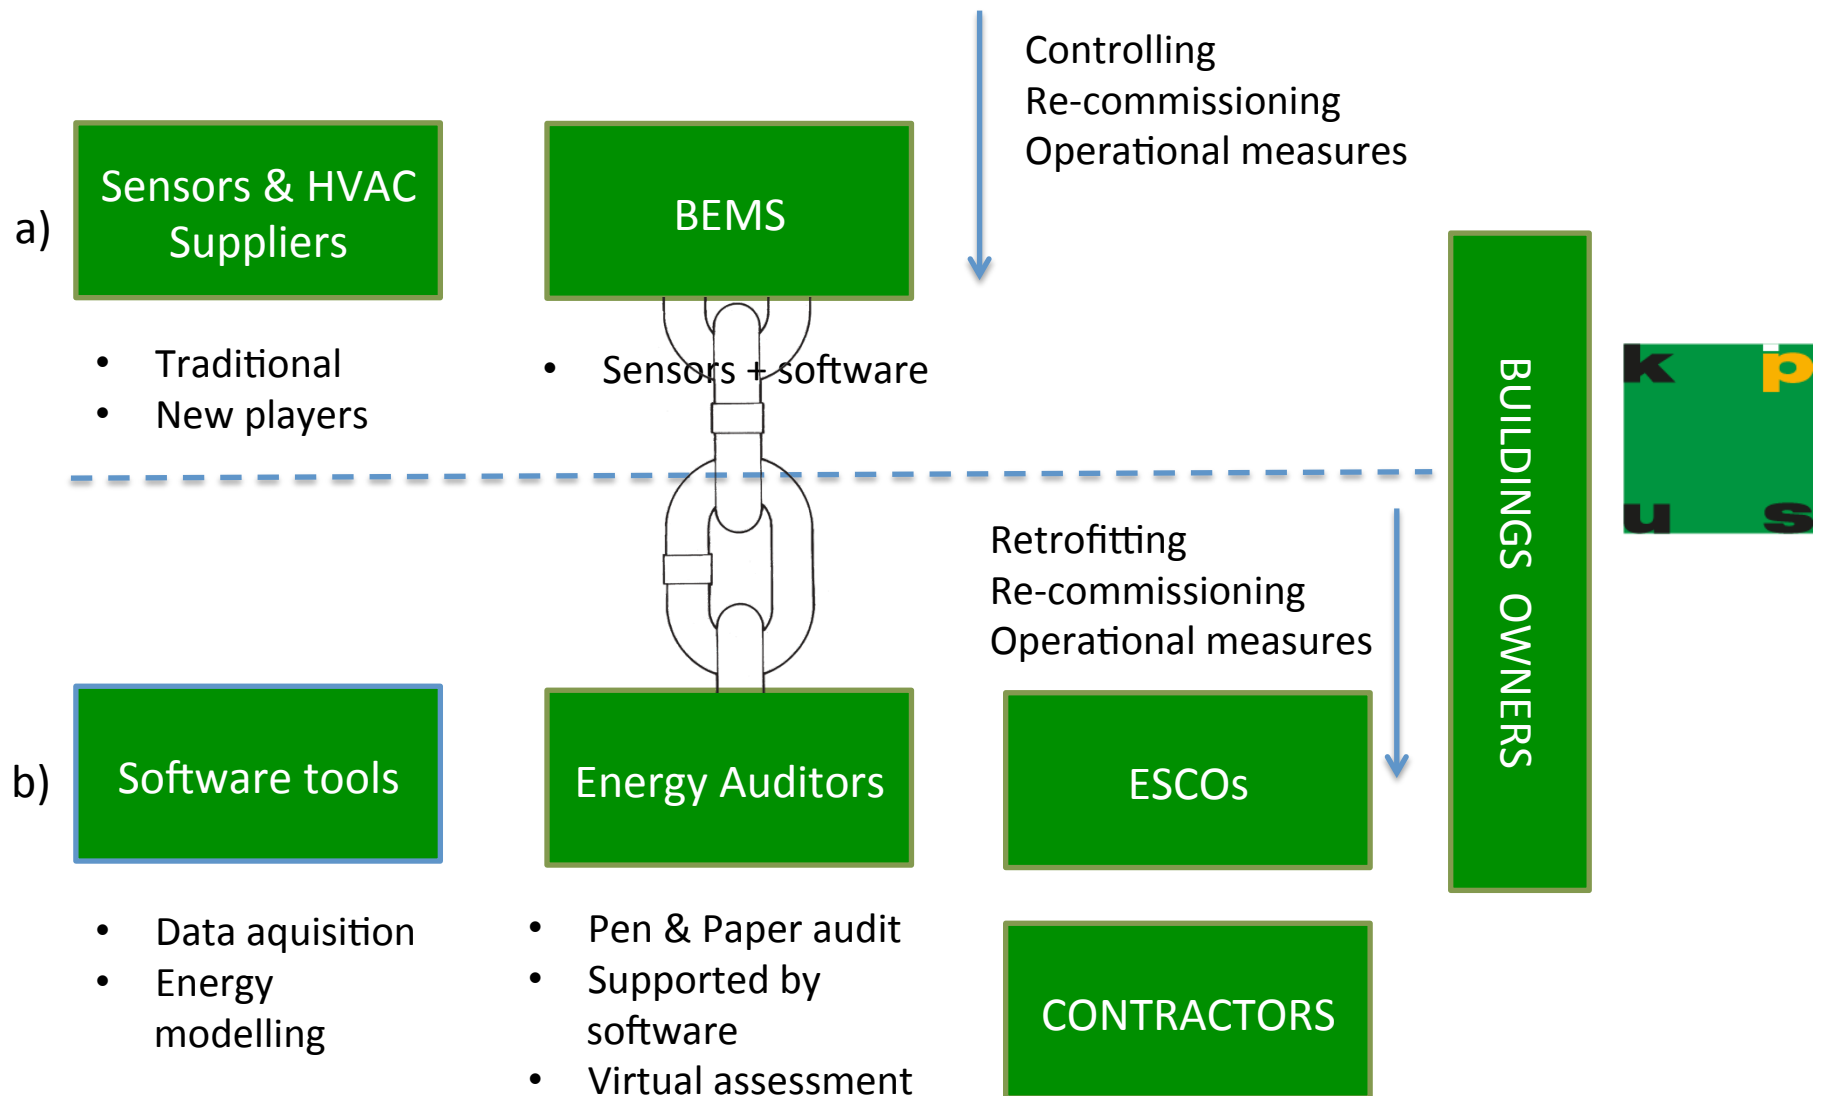 Controlling
Re-commissioning
Operational measures
a)
Sensors & HVAC
Suppliers
BEMS
• Traditional
• New players
• Sensors + software
BUILDINGS OWNERS
k p
u s
Retrofitting
Re-commissioning
Operational measures
b)
Software tools
Energy Auditors
ESCOs
• Data aquisition
• Energy
modelling
• Pen & Paper audit
• Supported by
software
• Virtual assessment
CONTRACTORS